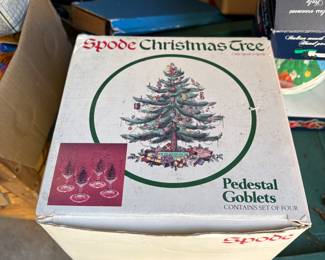 Spode Christmas Tree
Pedestal
Goblets
CONTAINS SET OF FOUR
Spode